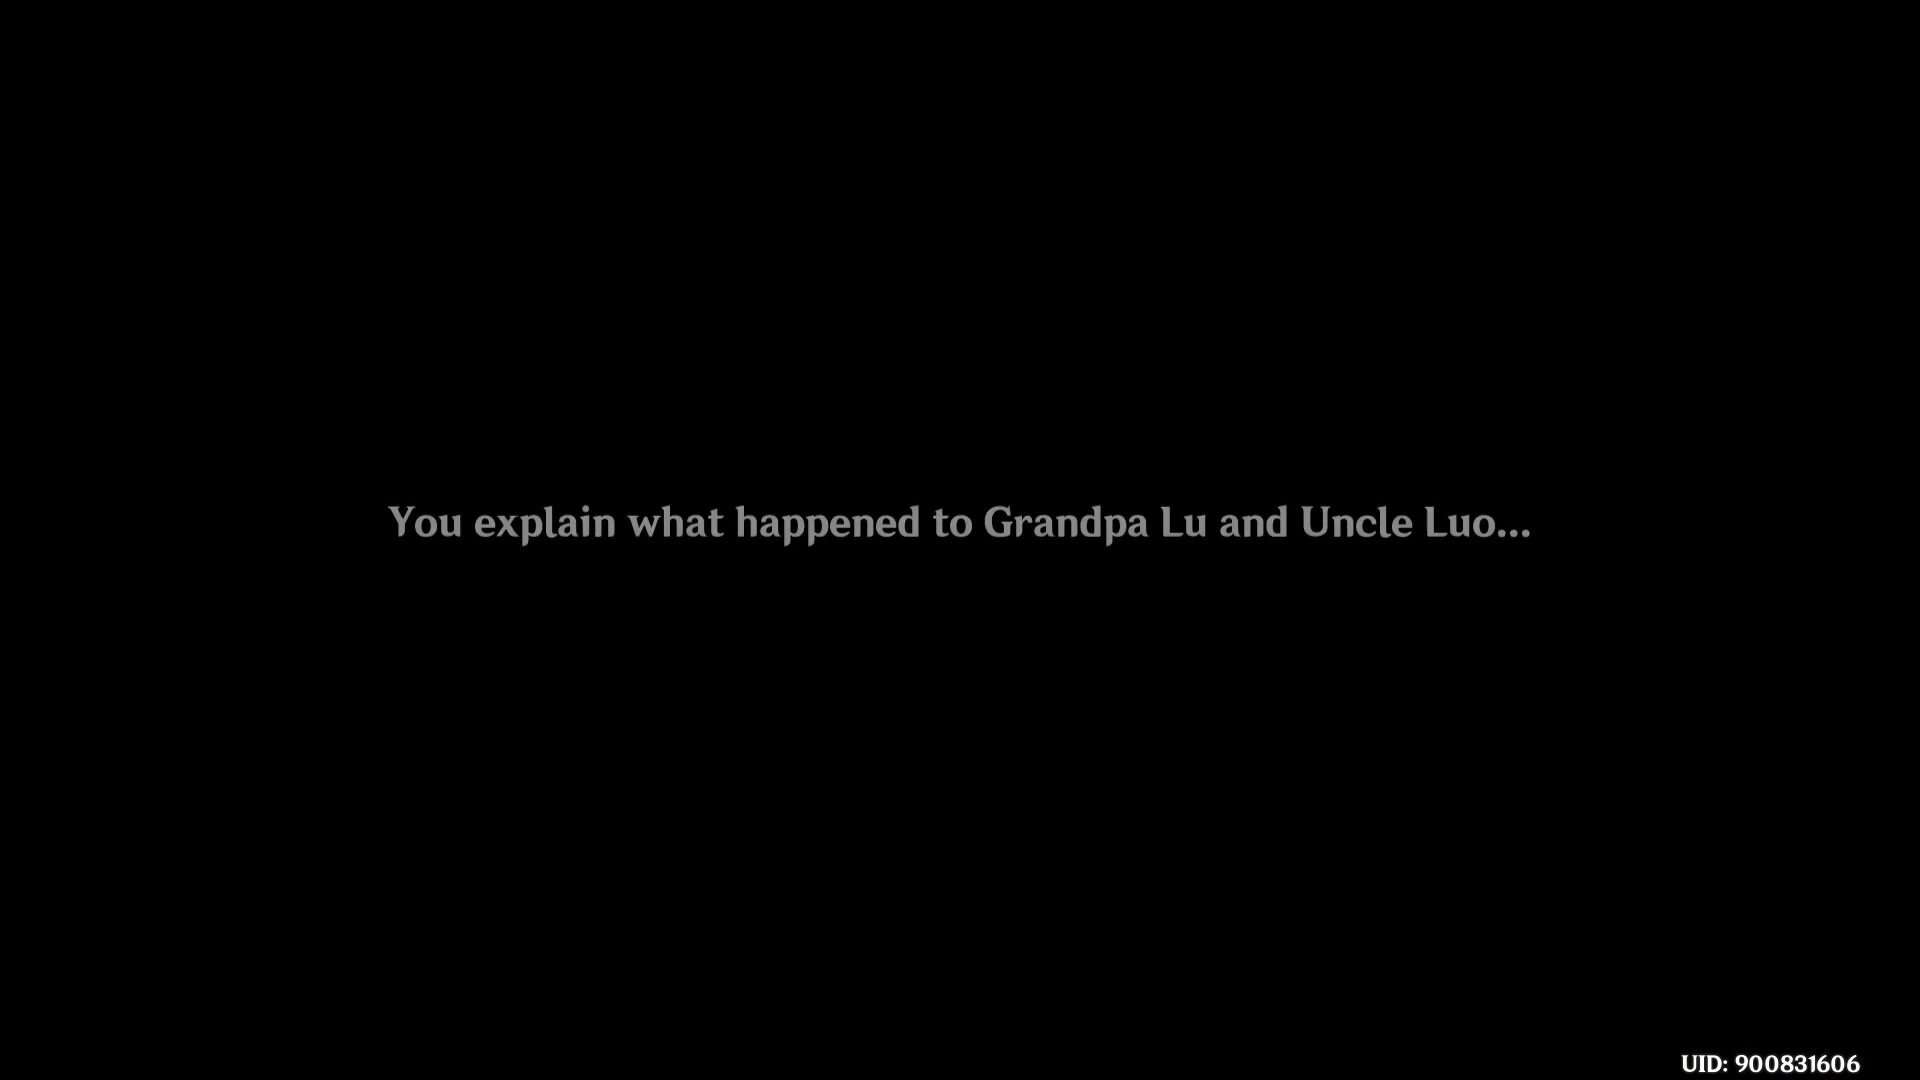 You explain what happened to Grandpa Lu and Uncle Luo...
UID: 900831606